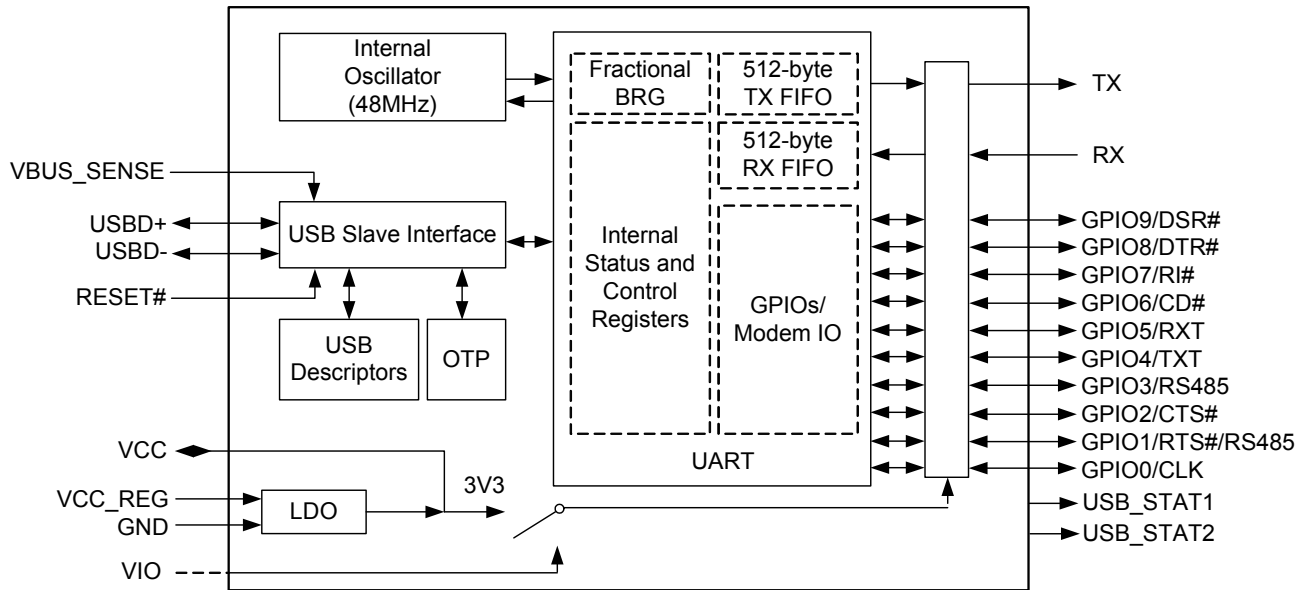 Internal
Oscillator
(48MHz)
Fractional
BRG
512-byte
TX FIFO
512-byte
RX FIFO
Internal
Status and
Control
Registers
GPIOs/
Modem IO
UART
VBUS_SENSE
USBD+
USBD-
RESET#
USB Slave Interface
USB
Descriptors
OTP
VCC
VCC_REG
GND
VIO
LDO
3V3
TX
RX
GPIO9/DSR#
GPIO8/DTR#
GPIO7/RI#
GPIO6/CD#
GPIO5/RXT
GPIO4/TXT
GPIO3/RS485
GPIO2/CTS#
GPIO1/RTS#/RS485
GPIO0/CLK
USB_STAT1
USB_STAT2